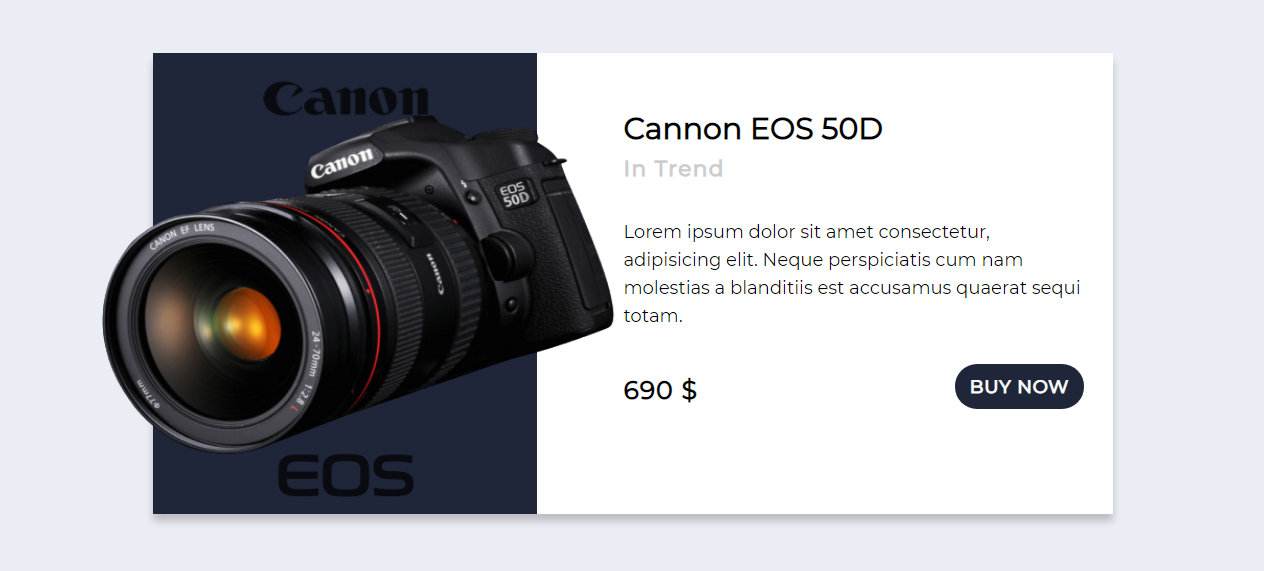 Canon
Canon
EOS
50D
CANON EF LENS
Canon
24-70mm 1:2.8 L
ø77mm
EOS
Cannon EOS 50D
In Trend
Lorem ipsum dolor sit amet consectetur,
adipisicing elit. Neque perspiciatis cum nam
molestias a blanditiis est accusamus quaerat sequi
totam.
690 $
BUY NOW